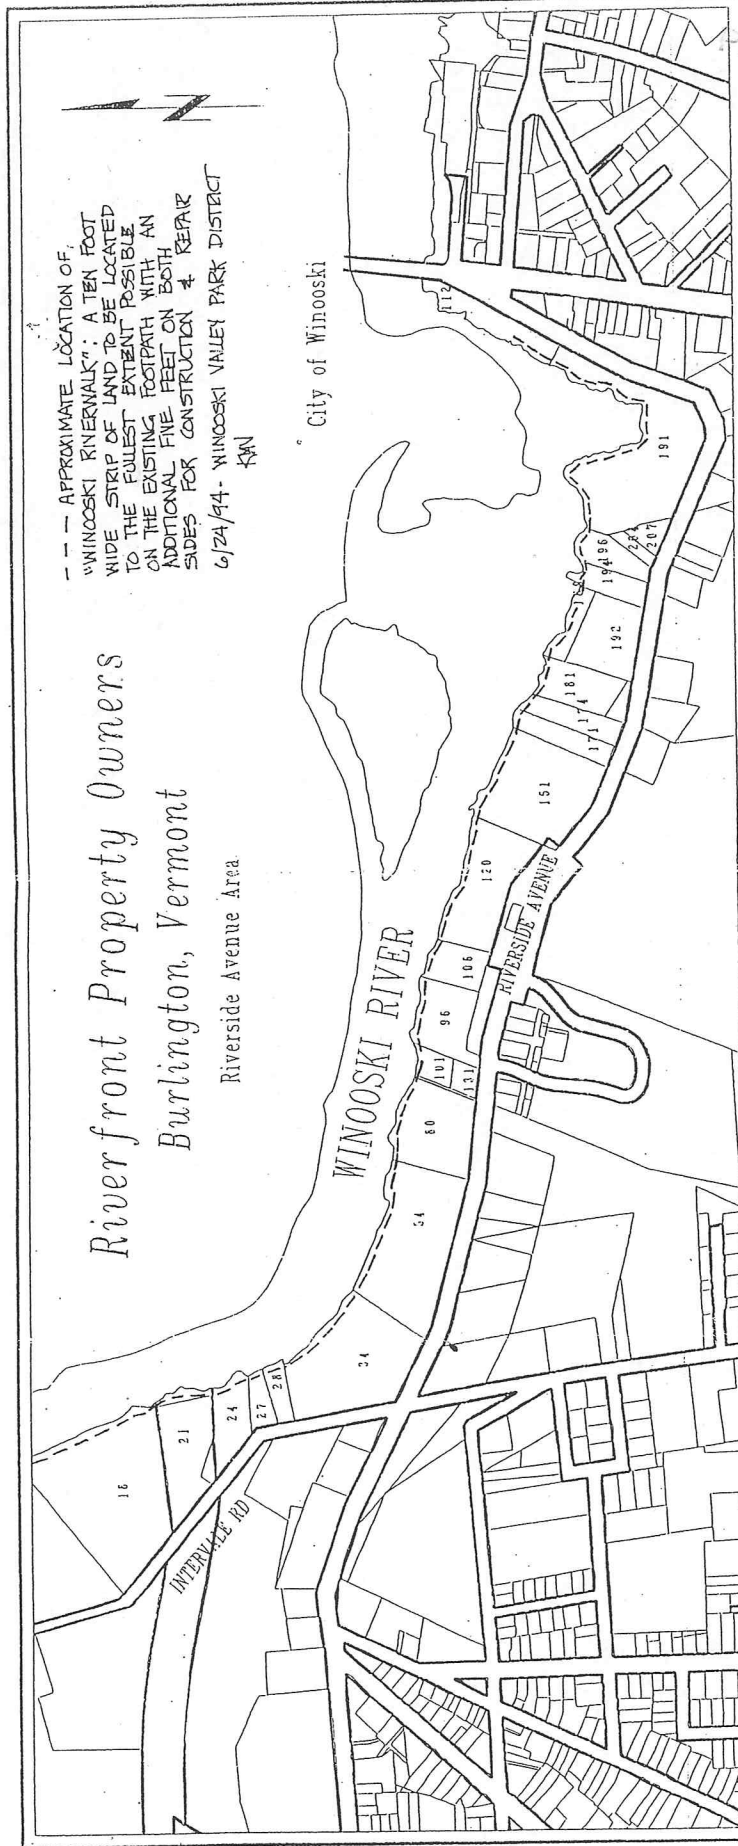 Riverfront Property Owners
Burlington, Vermont
Riverside Avenue Area
- - - APPROXIMATE LOCATION OF,
"WINOOSKI RIVERWALK": A TEN FOOT
WIDE STRIP OF LAND TO BE LOCATED
TO THE FULLEST EXTENT POSSIBLE
ON THE EXISTING FOOTPATH WITH AN
ADDITIONAL FIVE FEET ON BOTH
SIDES FOR CONSTRUCTION & REPAIR
6/24/94 - WINOOSKI VALLEY PARK DISTRICT
N
City of Winooski
WINOOSKI RIVER
INTERVALE RD
RIVERSIDE AVENUE
16
21
24
27
281
34
54
80
101
131
96
106
120
151
171
174
181
192
194
196
207
191
112